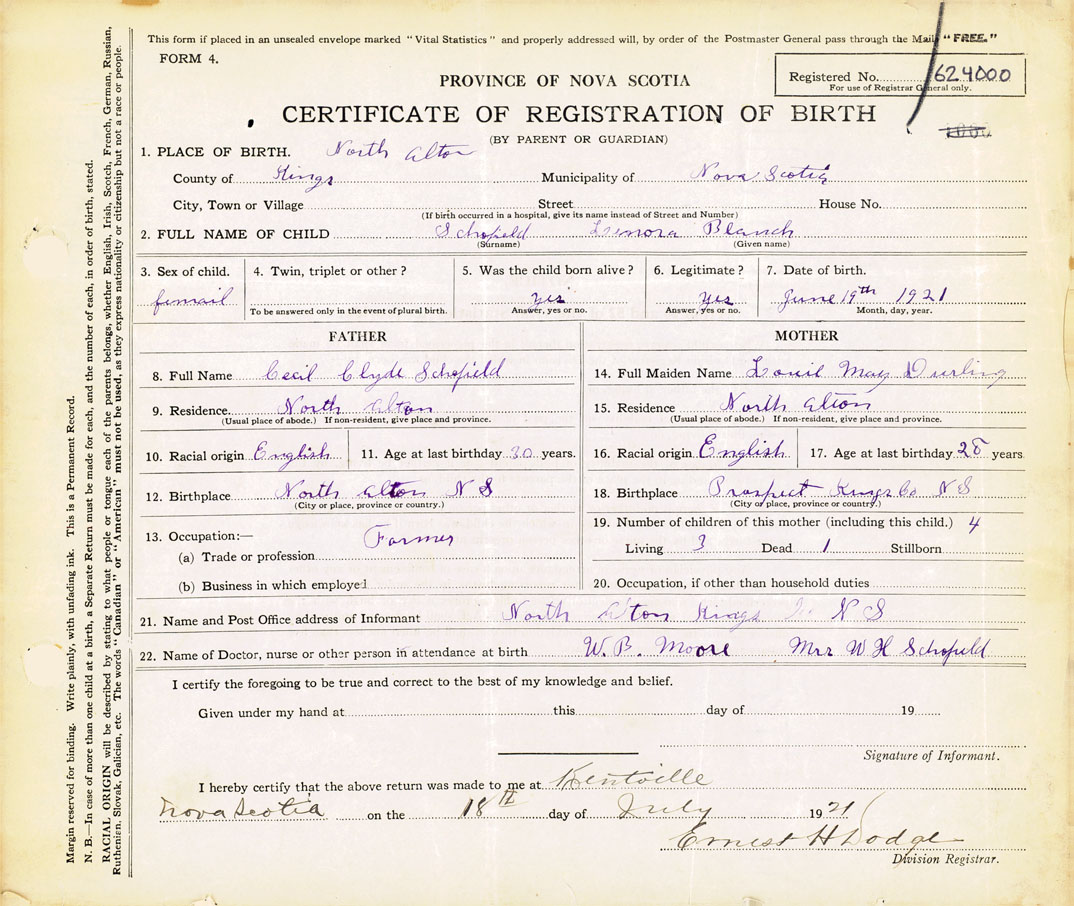 This form if placed in an unsealed envelope marked "Vital Statistics" and properly addressed will, by order of the Postmaster General pass through the Mail "FREE."
FORM 4.
Registered No. 624000
For use of Registrar General only.
PROVINCE OF NOVA SCOTIA
CERTIFICATE OF REGISTRATION OF BIRTH
(BY PARENT OR GUARDIAN)
1. PLACE OF BIRTH. North Alton
County of Kings Municipality of Nova Scotia
City, Town or Village Street House No.
(If birth occurred in a hospital, give its name instead of Street and Number)
2. FULL NAME OF CHILD Schofield Lenora Blanch
(Surname) (Given name)
3. Sex of child. 4. Twin, triplet or other? 5. Was the child born alive? 6. Legitimate? 7. Date of birth.
femail yes yes June 19th 1921
To be answered only in the event of plural birth. Answer, yes or no. Answer, yes or no. Month, day, year.
FATHER
8. Full Name Cecil Clyde Schofield
9. Residence. North Alton
(Usual place of abode.) If non-resident, give place and province.
10. Racial origin English 11. Age at last birthday 30 years.
12. Birthplace North Alton N S
(City or place, province or country.)
13. Occupation:— Farmer
(a) Trade or profession
(b) Business in which employed
MOTHER
14. Full Maiden Name May Durling
15. Residence North Alton
(Usual place of abode.) If non-resident, give place and province.
16. Racial origin English 17. Age at last birthday 28 years
18. Birthplace Prospect Kings Co N S
(City or place, province or country.)
19. Number of children of this mother (including this child.) 4
Living 3 Dead 1 Stillborn
20. Occupation, if other than household duties
21. Name and Post Office address of Informant North Alton Kings Co N S
22. Name of Doctor, nurse or other person in attendance at birth W. B. Moore Mrs W H Schofield
I certify the foregoing to be true and correct to the best of my knowledge and belief.
Given under my hand at this day of 19
Signature of Informant.
I hereby certify that the above return was made to me at Kentville
Nova Scotia on the 18th day of July 1921
Ernest H Dodge
Division Registrar.
Margin reserved for binding. Write plainly, with unfading ink. This is a Permanent Record.
N. B.—In case of more than one child at a birth, a Separate Return must be made for each, and the number of each, in order of birth, stated.
RACIAL ORIGIN will be described by stating to what people or tongue each of the parents belongs, whether English, Irish, Scotch, French, German, Russian,
Ruthenian, Slovak, Galician, etc. The words "Canadian" or "American" must not be used, as they express nationality or citizenship but not a race or people.